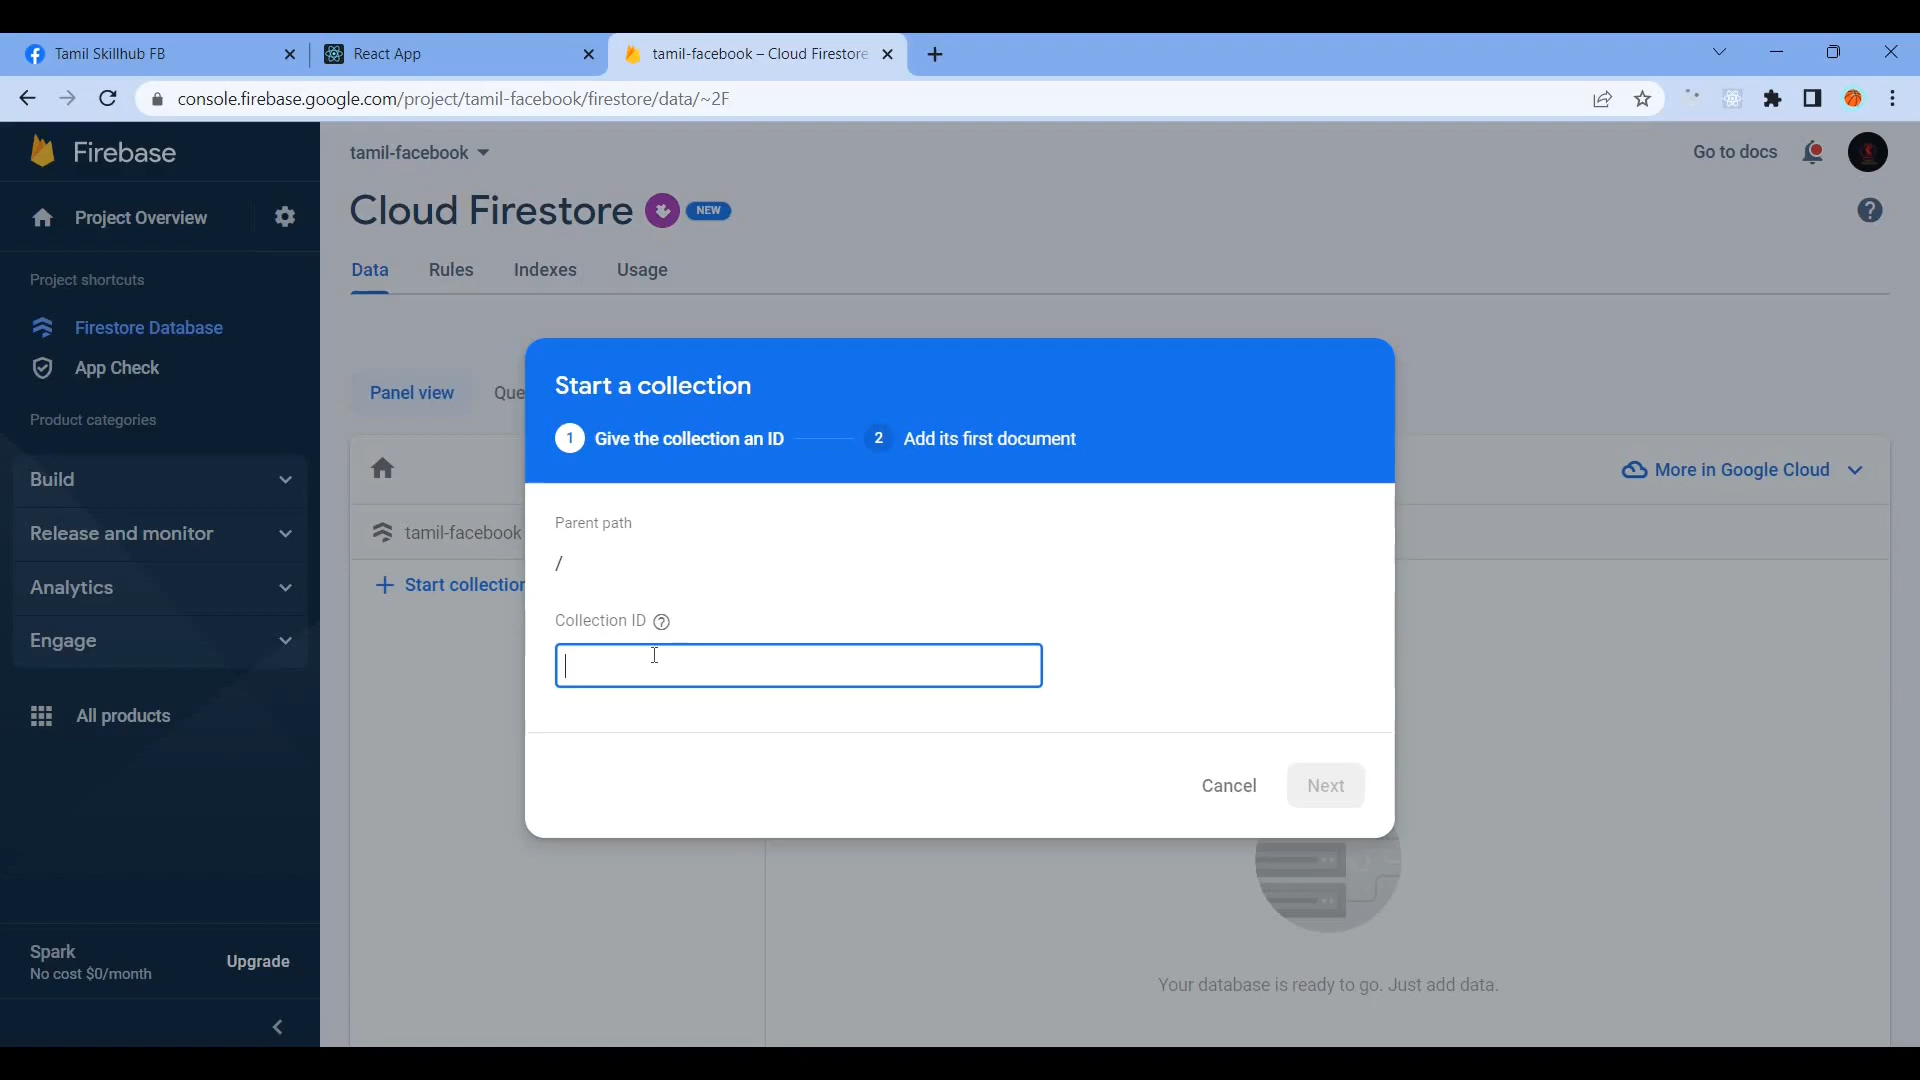 Tamil Skillhub FB
React App
tamil-facebook – Cloud Firestore
console.firebase.google.com/project/tamil-facebook/firestore/data/~2F
Firebase
tamil-facebook
Go to docs
Project Overview
Cloud Firestore
NEW
Data
Rules
Indexes
Usage
Project shortcuts
Firestore Database
App Check
Product categories
Build
Release and monitor
Analytics
Engage
All products
Spark
No cost $0/month
Upgrade
Panel view
Que
More in Google Cloud
tamil-facebook
Start collection
Start a collection
1 Give the collection an ID
2 Add its first document
Parent path
/
Collection ID
Cancel
Next
Your database is ready to go. Just add data.